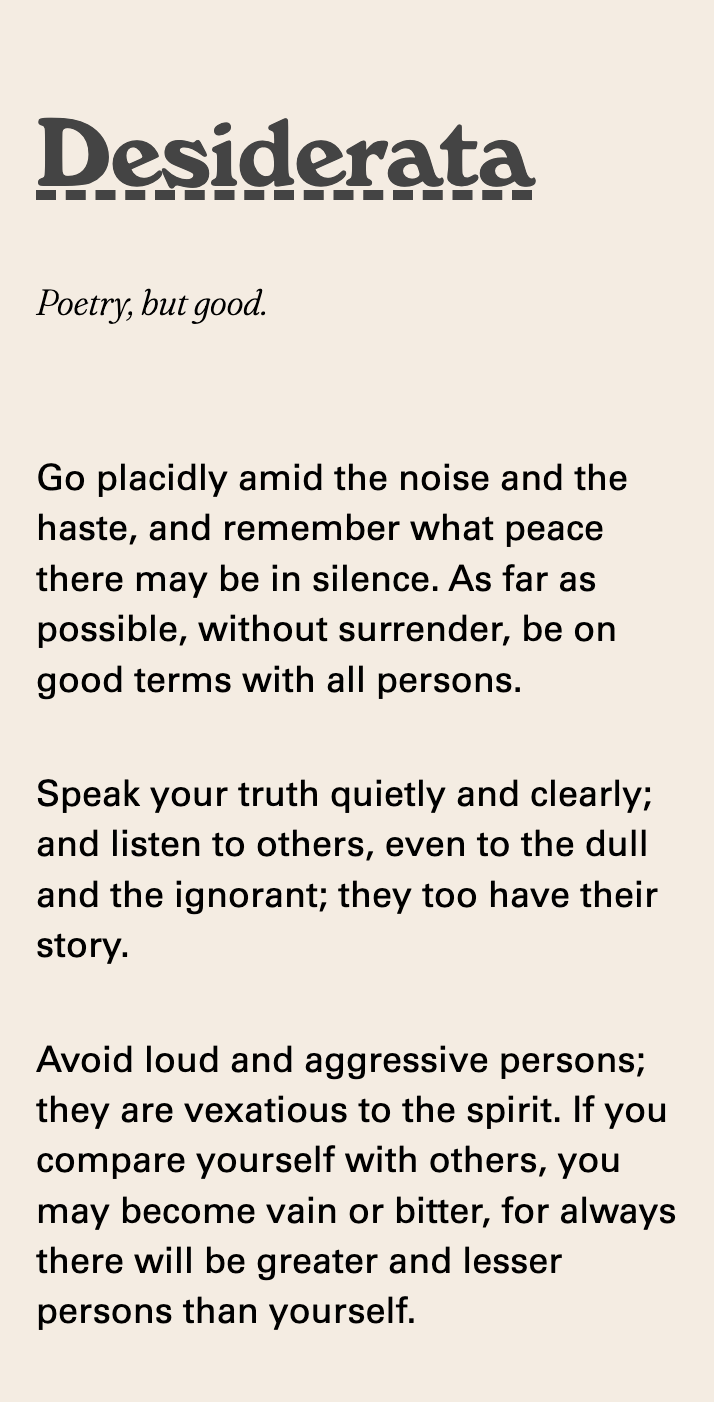 Desiderata
Poetry, but good.
Go placidly amid the noise and the
haste, and remember what peace
there may be in silence. As far as
possible, without surrender, be on
good terms with all persons.
Speak your truth quietly and clearly;
and listen to others, even to the dull
and the ignorant; they too have their
story.
Avoid loud and aggressive persons;
they are vexatious to the spirit. If you
compare yourself with others, you
may become vain or bitter, for always
there will be greater and lesser
persons than yourself.